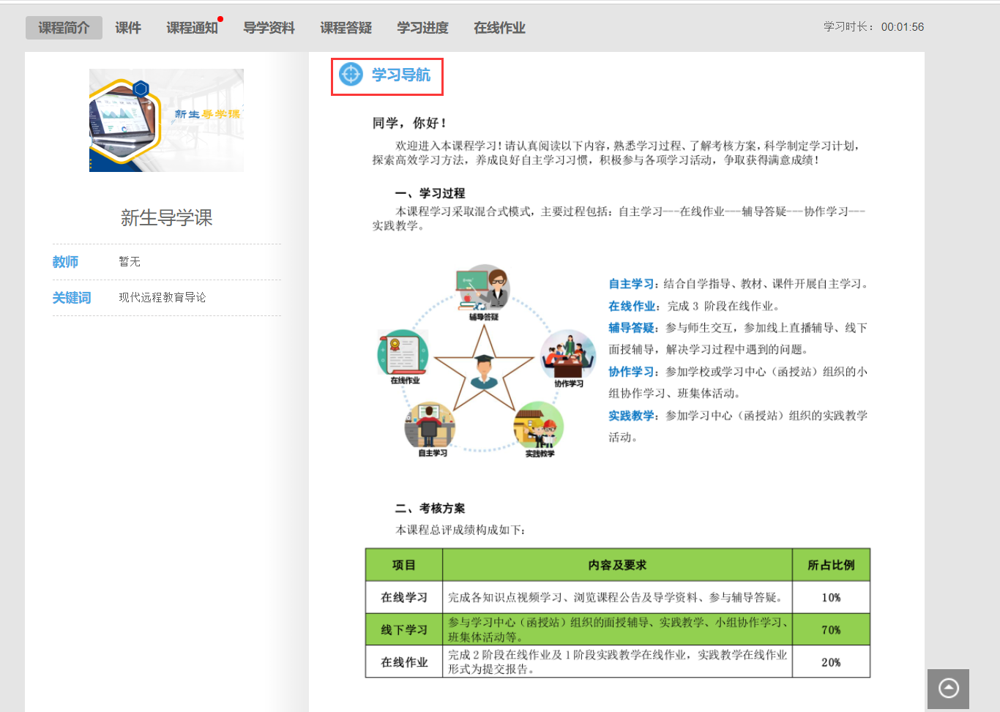 课程简介 课件 课程通知 导学资料 课程答疑 学习进度 在线作业 学习时长： 00:01:56
新生导学课
新生导学课
教师 暂无
关键词 现代远程教育导论
学习导航
同学，你好！
欢迎进入本课程学习！请认真阅读以下内容，熟悉学习过程、了解考核方案，科学制定学习计划，
探索高效学习方法，养成良好自主学习习惯，积极参与各项学习活动，争取获得满意成绩！
一、学习过程
本课程学习采取混合式模式，主要过程包括：自主学习---在线作业---辅导答疑---协作学习---
实践教学。
辅导答疑
在线作业
协作学习
自主学习
实践教学
自主学习：结合自学指导、教材、课件开展自主学习。
在线作业：完成 3 阶段在线作业。
辅导答疑：参与师生交互，参加线上直播辅导、线下
面授辅导，解决学习过程中遇到的问题。
协作学习：参加学校或学习中心（函授站）组织的小
组协作学习、班集体活动。
实践教学：参加学习中心（函授站）组织的实践教学
活动。
二、考核方案
本课程总评成绩构成如下：
项目 内容及要求 所占比例
在线学习 完成各知识点视频学习、浏览课程公告及导学资料、参与辅导答疑。 10%
线下学习 参与学习中心（函授站）组织的面授辅导、实践教学、小组协作学习、
班集体活动等。 70%
在线作业 完成 2 阶段在线作业及 1 阶段实践教学在线作业，实践教学在线作业
形式为提交报告。 20%